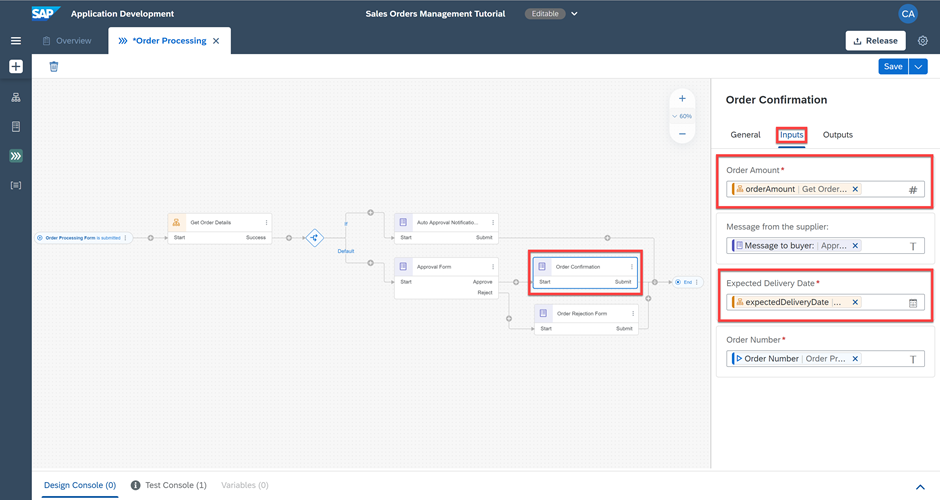 SAP Application Development
Sales Orders Management Tutorial Editable
CA
Overview
*Order Processing
Release
Save
60%
Order Processing Form is submitted
Get Order Details
Start Success
Default
Auto Approval Notificatio...
Start Submit
Approval Form
Start Approve
Reject
Order Confirmation
Start Submit
Order Rejection Form
Start Submit
End
Order Confirmation
General Inputs Outputs
Order Amount*
orderAmount | Get Order...
#
Message from the supplier:
Message to buyer: | Appr...
T
Expected Delivery Date*
expectedDeliveryDate | ...
Order Number*
Order Number | Order Pr...
T
Design Console (0) Test Console (1) Variables (0)